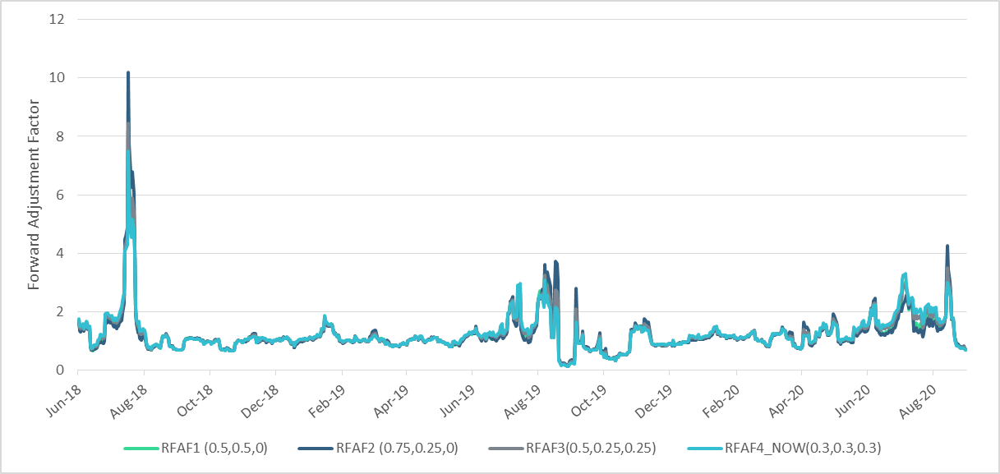 12
10
8
6
4
2
0
Forward Adjustment Factor
Jun-18 Aug-18 Oct-18 Dec-18 Feb-19 Apr-19 Jun-19 Aug-19 Oct-19 Dec-19 Feb-20 Apr-20 Jun-20 Aug-20
RFAF1 (0.5,0.5,0) RFAF2 (0.75,0.25,0) RFAF3(0.5,0.25,0.25) RFAF4_NOW(0.3,0.3,0.3)